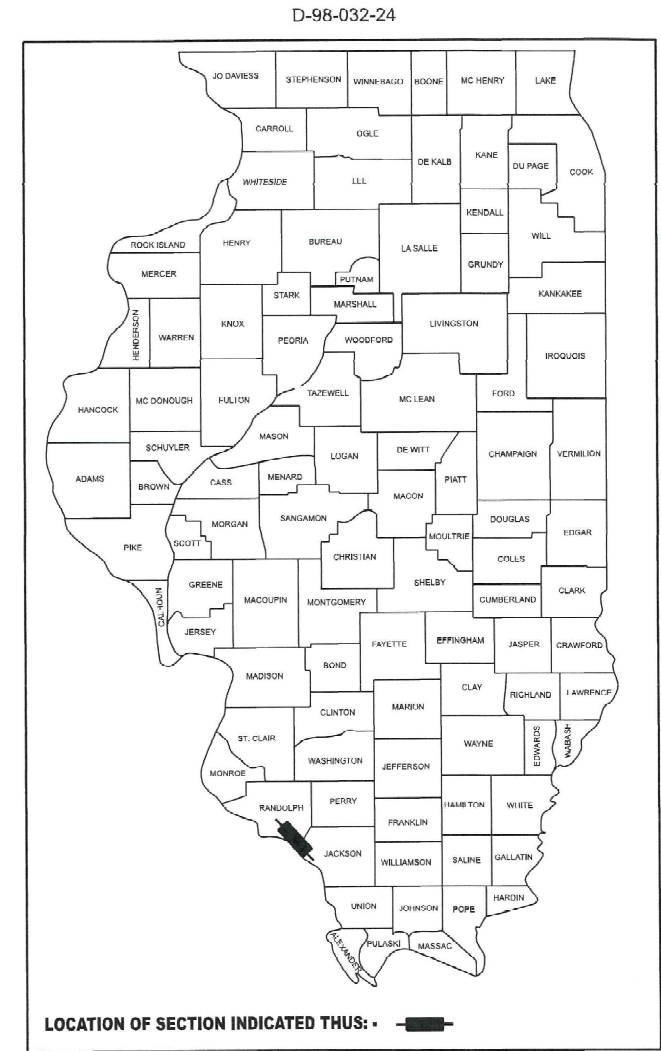 D-98-032-24
JO DAVIESS
STEPHENSON
WINNEBAGO
BOONE
MC HENRY
LAKE
CARROLL
OGLE
DE KALB
KANE
DU PAGE
COOK
WHITESIDE
LEE
KENDALL
WILL
ROCK ISLAND
HENRY
BUREAU
LA SALLE
GRUNDY
MERCER
PUTNAM
KANKAKEE
STARK
MARSHALL
HENDERSON
WARREN
KNOX
PEORIA
WOODFORD
LIVINGSTON
IROQUOIS
HANCOCK
MC DONOUGH
FULTON
TAZEWELL
MC LEAN
FORD
MASON
SCHUYLER
LOGAN
DE WITT
CHAMPAIGN
VERMILION
ADAMS
BROWN
CASS
MENARD
PIATT
MACON
PIKE
SCOTT
MORGAN
SANGAMON
CHRISTIAN
MOULTRIE
DOUGLAS
EDGAR
COLES
CALHOUN
GREENE
MACOUPIN
MONTGOMERY
SHELBY
CUMBERLAND
CLARK
JERSEY
FAYETTE
EFFINGHAM
JASPER
CRAWFORD
MADISON
BOND
CLAY
RICHLAND
LAWRENCE
CLINTON
MARION
ST. CLAIR
WAYNE
EDWARDS
WABASH
WASHINGTON
JEFFERSON
MONROE
RANDOLPH
PERRY
HAMILTON
WHITE
FRANKLIN
JACKSON
WILLIAMSON
SALINE
GALLATIN
UNION
JOHNSON
POPE
HARDIN
ALEXANDER
PULASKI
MASSAC
LOCATION OF SECTION INDICATED THUS: -